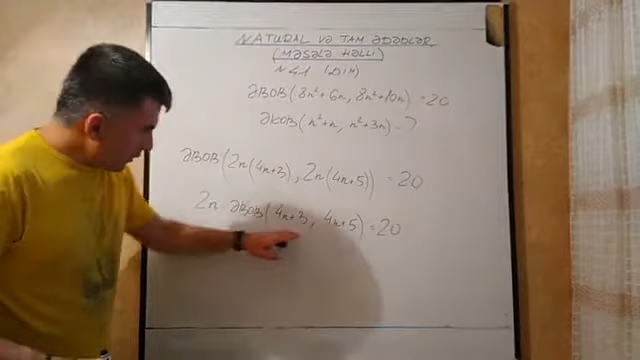 NATURAL VƏ TAM ƏDƏDLƏR
(MƏSƏLƏ HƏLLİ)
N 41 (DİM)
ƏBOB(8n²+6n, 8n²+10n) = 20
ƏKOB(n²+n, n²+3n) - ?
ƏBOB(2n(4n+3), 2n(4n+5)) = 20
2n ƏBOB(4n+3, 4n+5) = 20